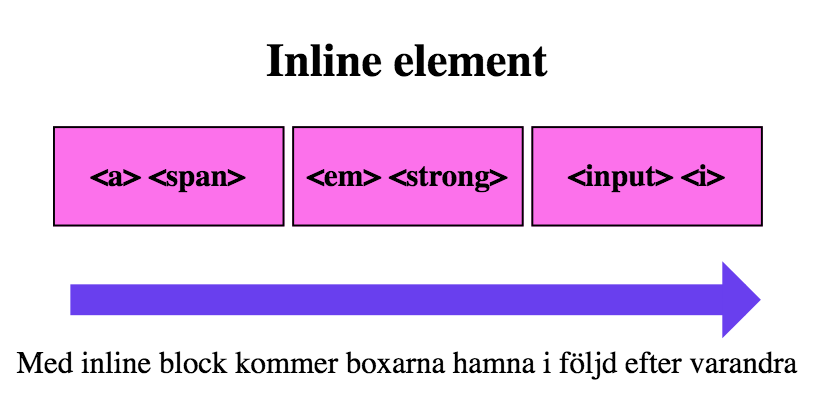 Inline element
<a> <span>
<em> <strong>
<input> <i>
Med inline block kommer boxarna hamna i följd efter varandra